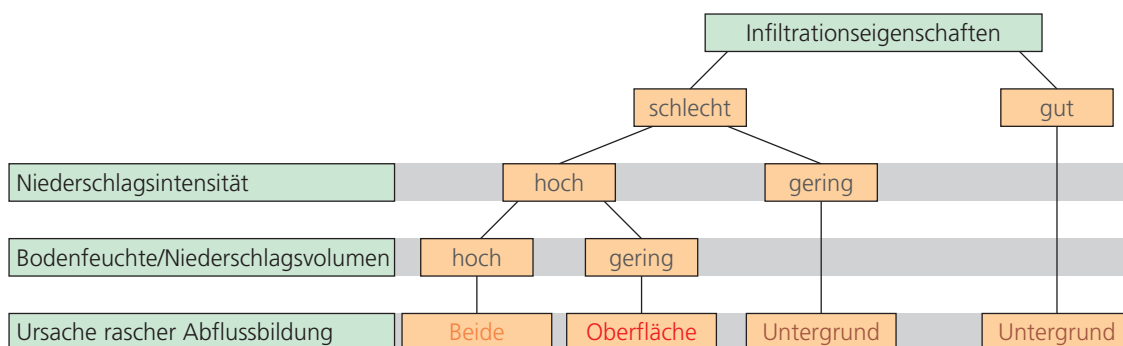 Infiltrationseigenschaften
schlecht gut
Niederschlagsintensität hoch gering
Bodenfeuchte/Niederschlagsvolumen hoch gering
Ursache rascher Abflussbildung Beide Oberfläche Untergrund Untergrund